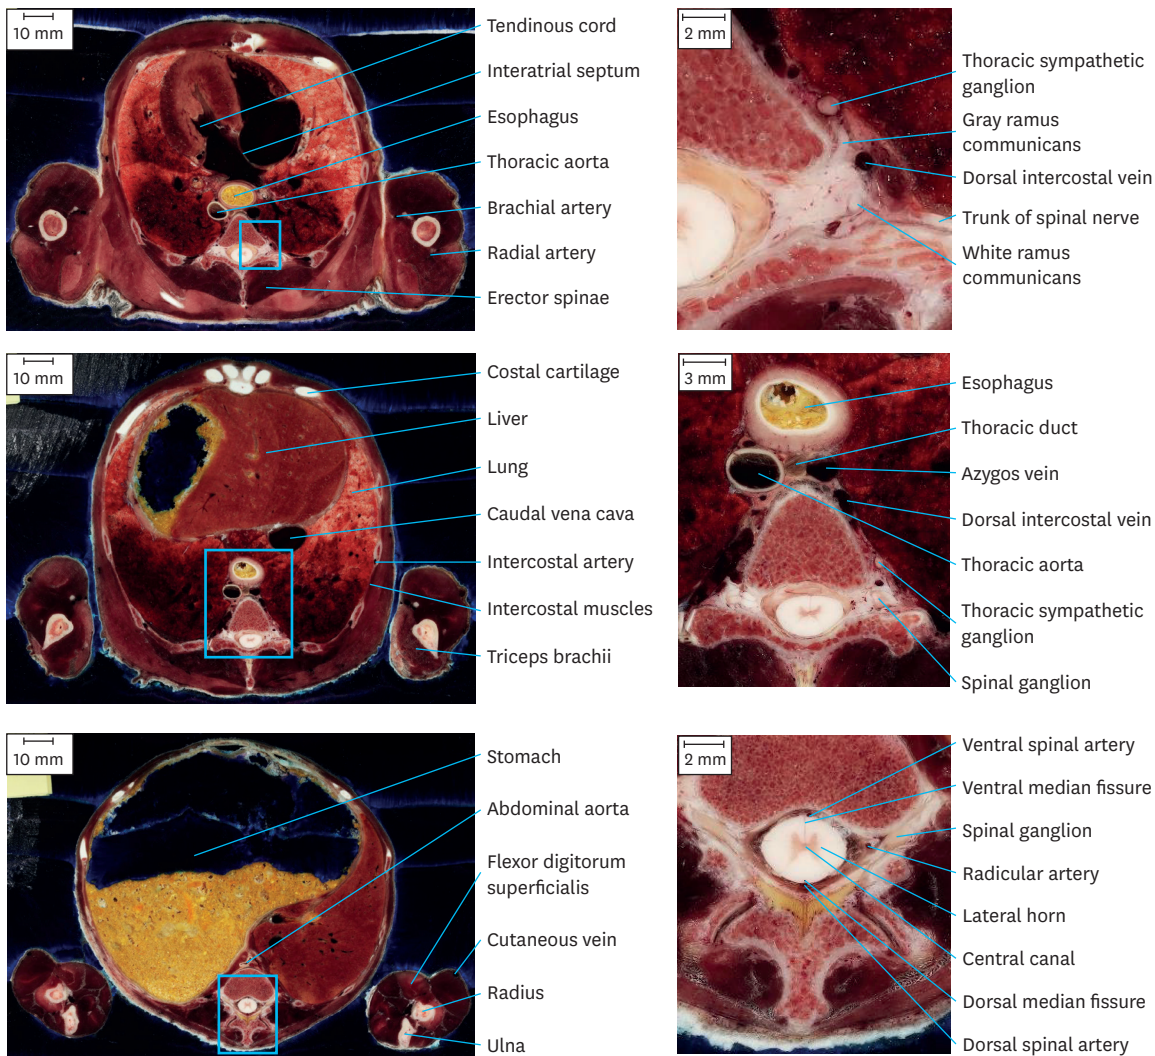 10 mm
Tendinous cord
Interatrial septum
Esophagus
Thoracic aorta
Brachial artery
Radial artery
Erector spinae
2 mm
Thoracic sympathetic
ganglion
Gray ramus
communicans
Dorsal intercostal vein
Trunk of spinal nerve
White ramus
communicans
10 mm
Costal cartilage
Liver
Lung
Caudal vena cava
Intercostal artery
Intercostal muscles
Triceps brachii
3 mm
Esophagus
Thoracic duct
Azygos vein
Dorsal intercostal vein
Thoracic aorta
Thoracic sympathetic
ganglion
Spinal ganglion
10 mm
Stomach
Abdominal aorta
Flexor digitorum
superficialis
Cutaneous vein
Radius
Ulna
2 mm
Ventral spinal artery
Ventral median fissure
Spinal ganglion
Radicular artery
Lateral horn
Central canal
Dorsal median fissure
Dorsal spinal artery